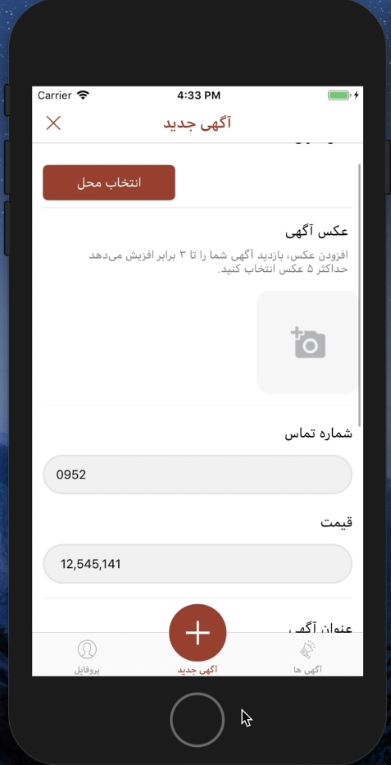 Carrier 4:33 PM
آگهی جدید
انتخاب محل
عکس آگهی
افزودن عکس، بازدید آگهی شما را تا ۳ برابر افزیش می‌دهد
حداکثر ۵ عکس انتخاب کنید.
شماره تماس
0952
قیمت
12,545,141
عنوان آگهی
آگهی ها
آگهی جدید
پروفایل